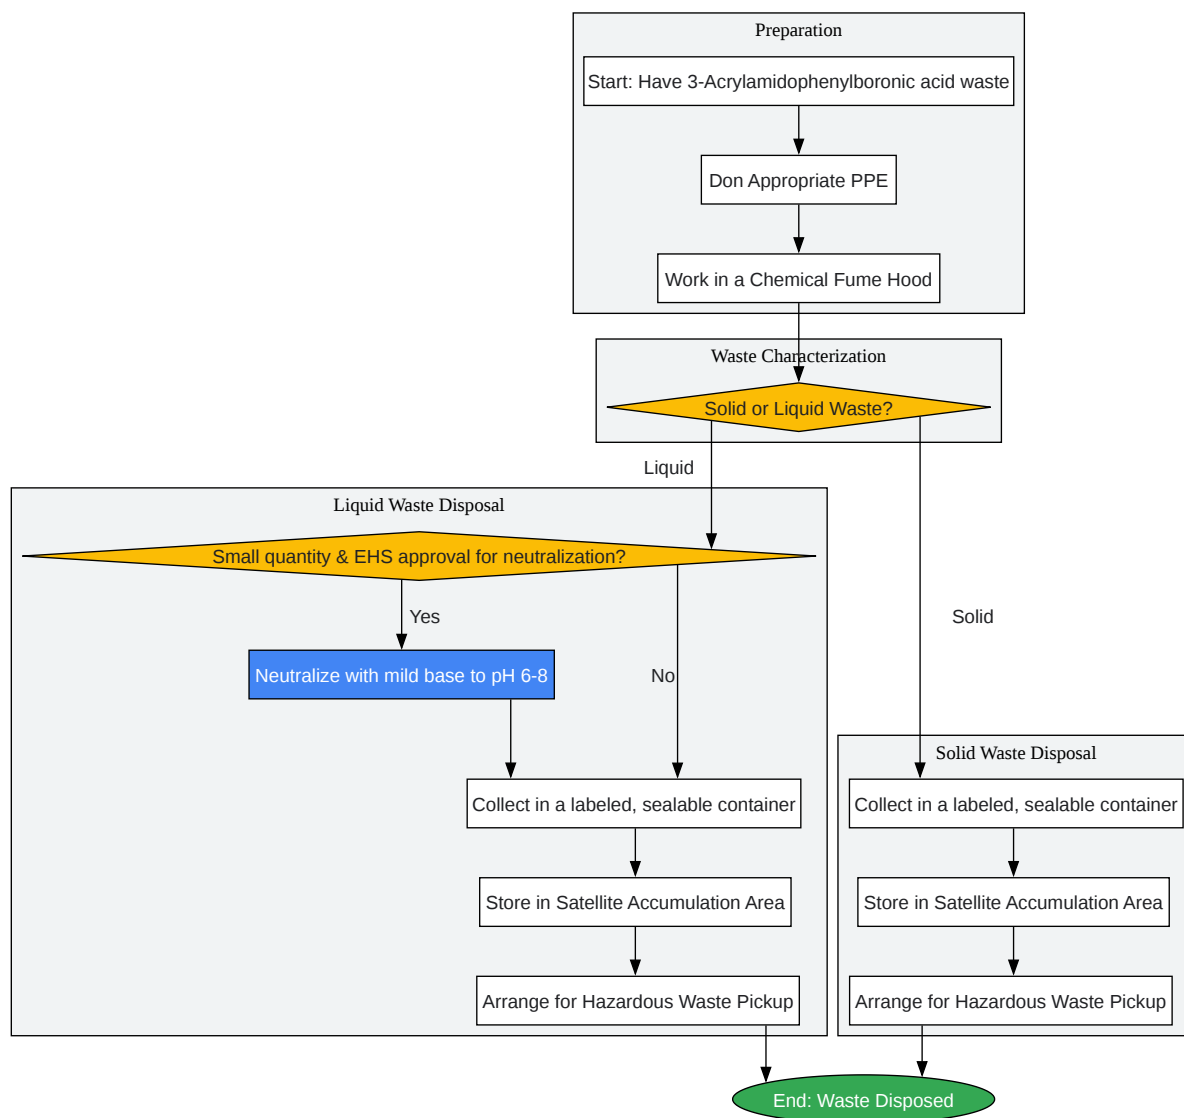 Preparation
Start: Have 3-Acrylamidophenylboronic acid waste
Don Appropriate PPE
Work in a Chemical Fume Hood
Waste Characterization
Solid or Liquid Waste?
Liquid
Liquid Waste Disposal
Small quantity & EHS approval for neutralization?
Yes
Neutralize with mild base to pH 6-8
No
Collect in a labeled, sealable container
Store in Satellite Accumulation Area
Arrange for Hazardous Waste Pickup
Solid
Solid Waste Disposal
Collect in a labeled, sealable container
Store in Satellite Accumulation Area
Arrange for Hazardous Waste Pickup
End: Waste Disposed